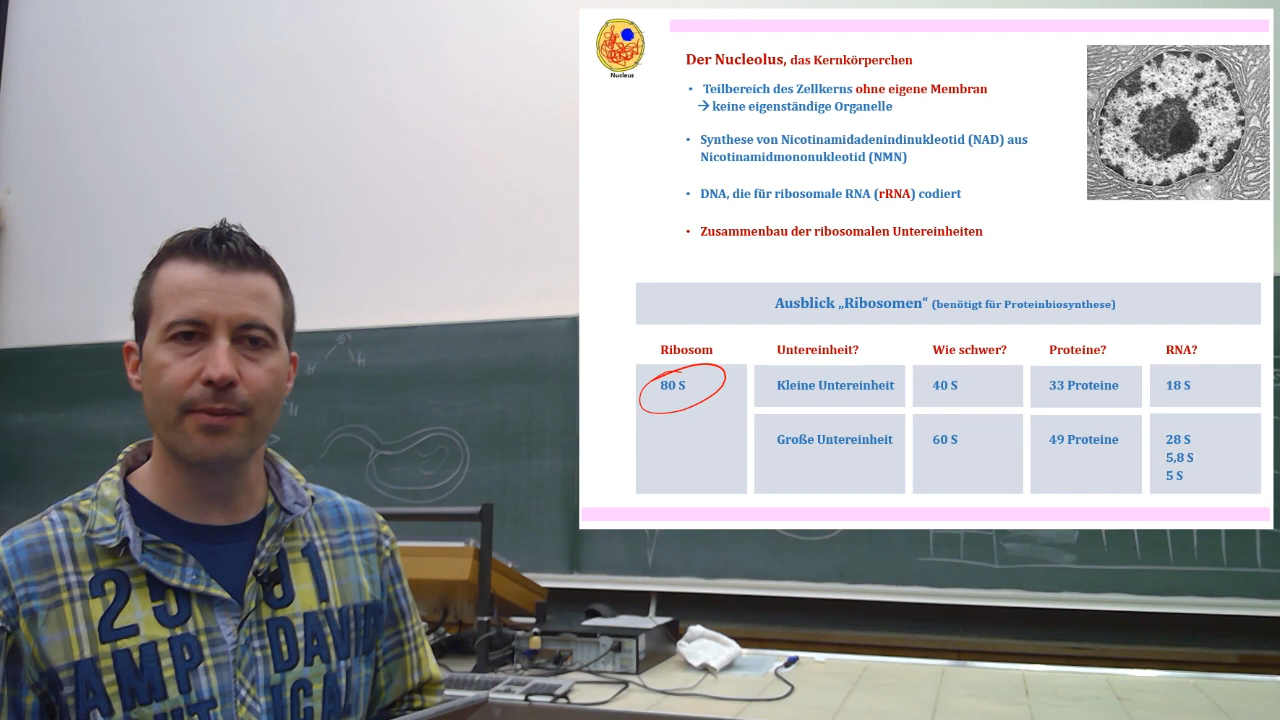 Nucleus
Der Nucleolus, das Kernkörperchen
• Teilbereich des Zellkerns ohne eigene Membran
→ keine eigenständige Organelle
• Synthese von Nicotinamidadenindinukleotid (NAD) aus
Nicotinamidmononukleotid (NMN)
• DNA, die für ribosomale RNA (rRNA) codiert
• Zusammenbau der ribosomalen Untereinheiten
Ausblick „Ribosomen“ (benötigt für Proteinbiosynthese)
Ribosom Untereinheit? Wie schwer? Proteine? RNA?
80 S Kleine Untereinheit 40 S 33 Proteine 18 S
Große Untereinheit 60 S 49 Proteine 28 S
5,8 S
5 S
H H
H
25 01
CAMP DAVID